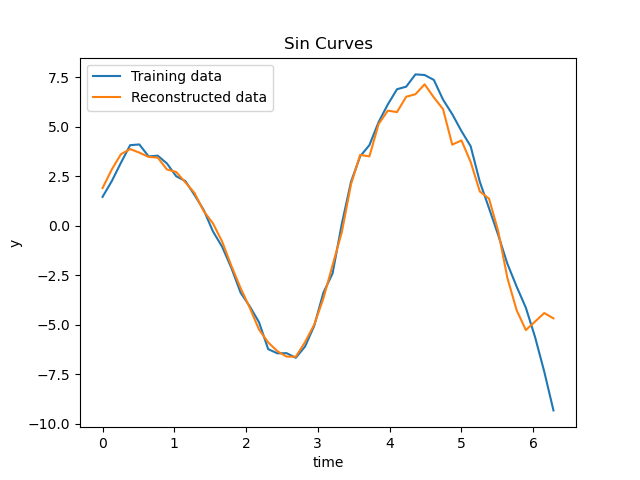 Sin Curves
Training data
Reconstructed data
7.5
5.0
2.5
0.0
−2.5
−5.0
−7.5
−10.0
y
0 1 2 3 4 5 6
time